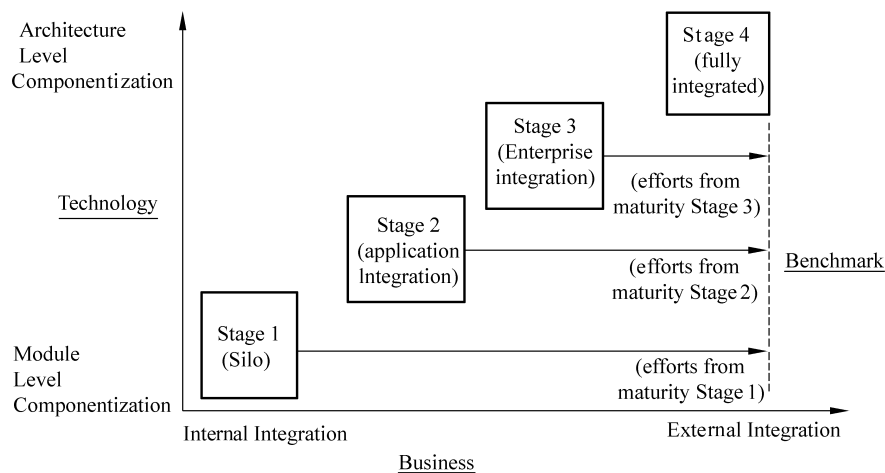 Architecture
Level
Componentization
Stage 4
(fully
integrated)
Stage 3
(Enterprise
integration)
(efforts from
maturity Stage 3)
Technology
Stage 2
(application
lntegration)
(efforts from
maturity Stage 2)
Benchmark
Stage 1
(Silo)
(efforts from
maturity Stage 1)
Module
Level
Componentization
Internal Integration
External Integration
Business